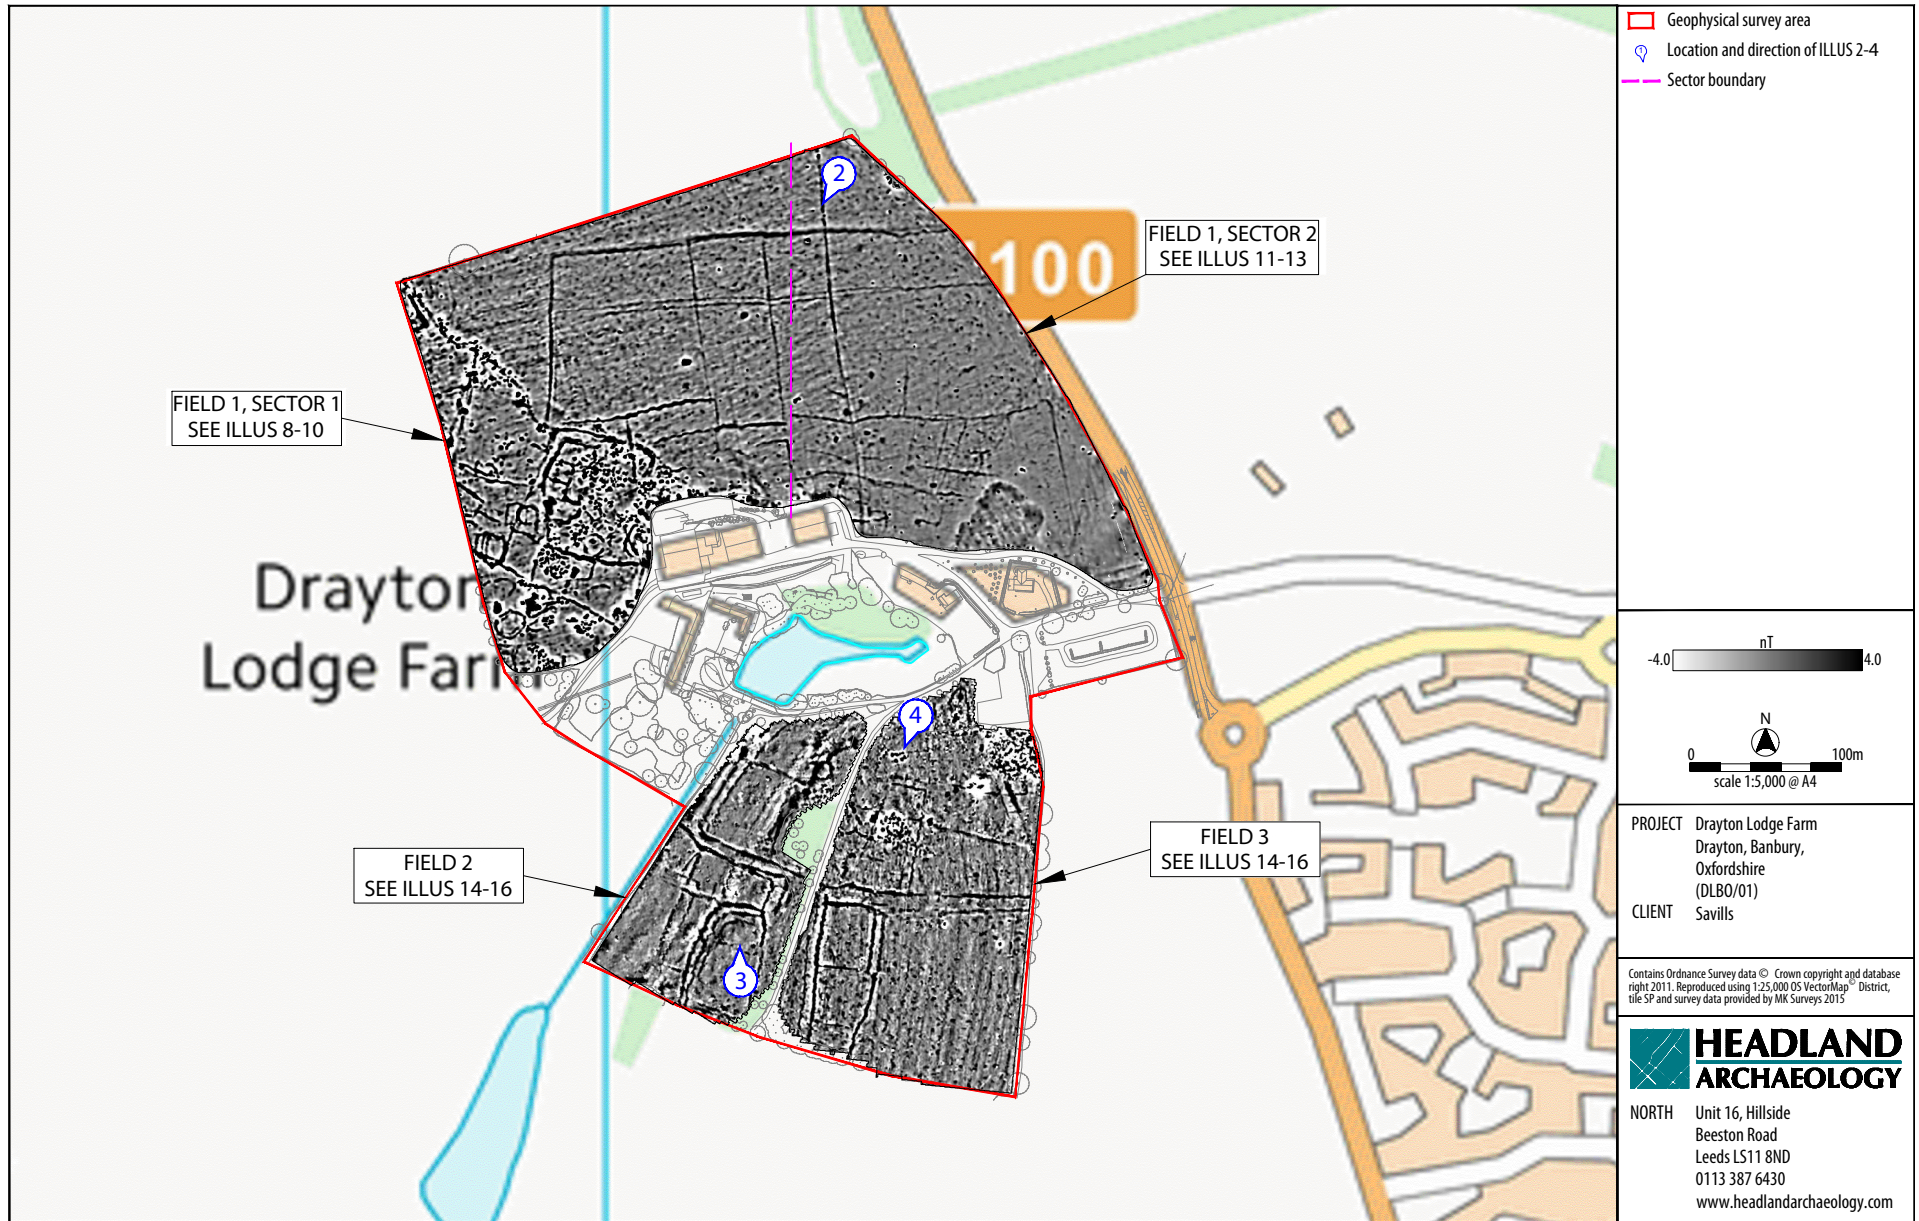 Geophysical survey area
1
Location and direction of ILLUS 2-4
Sector boundary
2
100
FIELD 1, SECTOR 2
SEE ILLUS 11-13
FIELD 1, SECTOR 1
SEE ILLUS 8-10
Drayton
Lodge Farm
4
FIELD 2
SEE ILLUS 14-16
FIELD 3
SEE ILLUS 14-16
3
nT
-4.0 4.0
N
0 100m
scale 1:5,000 @ A4
PROJECT Drayton Lodge Farm
Drayton, Banbury,
Oxfordshire
(DLBO/01)
CLIENT Savills
Contains Ordnance Survey data © Crown copyright and database
right 2011. Reproduced using 1:25,000 OS VectorMap® District,
tile SP and survey data provided by MK Surveys 2015
HEADLAND
ARCHAEOLOGY
NORTH Unit 16, Hillside
Beeston Road
Leeds LS11 8ND
0113 387 6430
www.headlandarchaeology.com